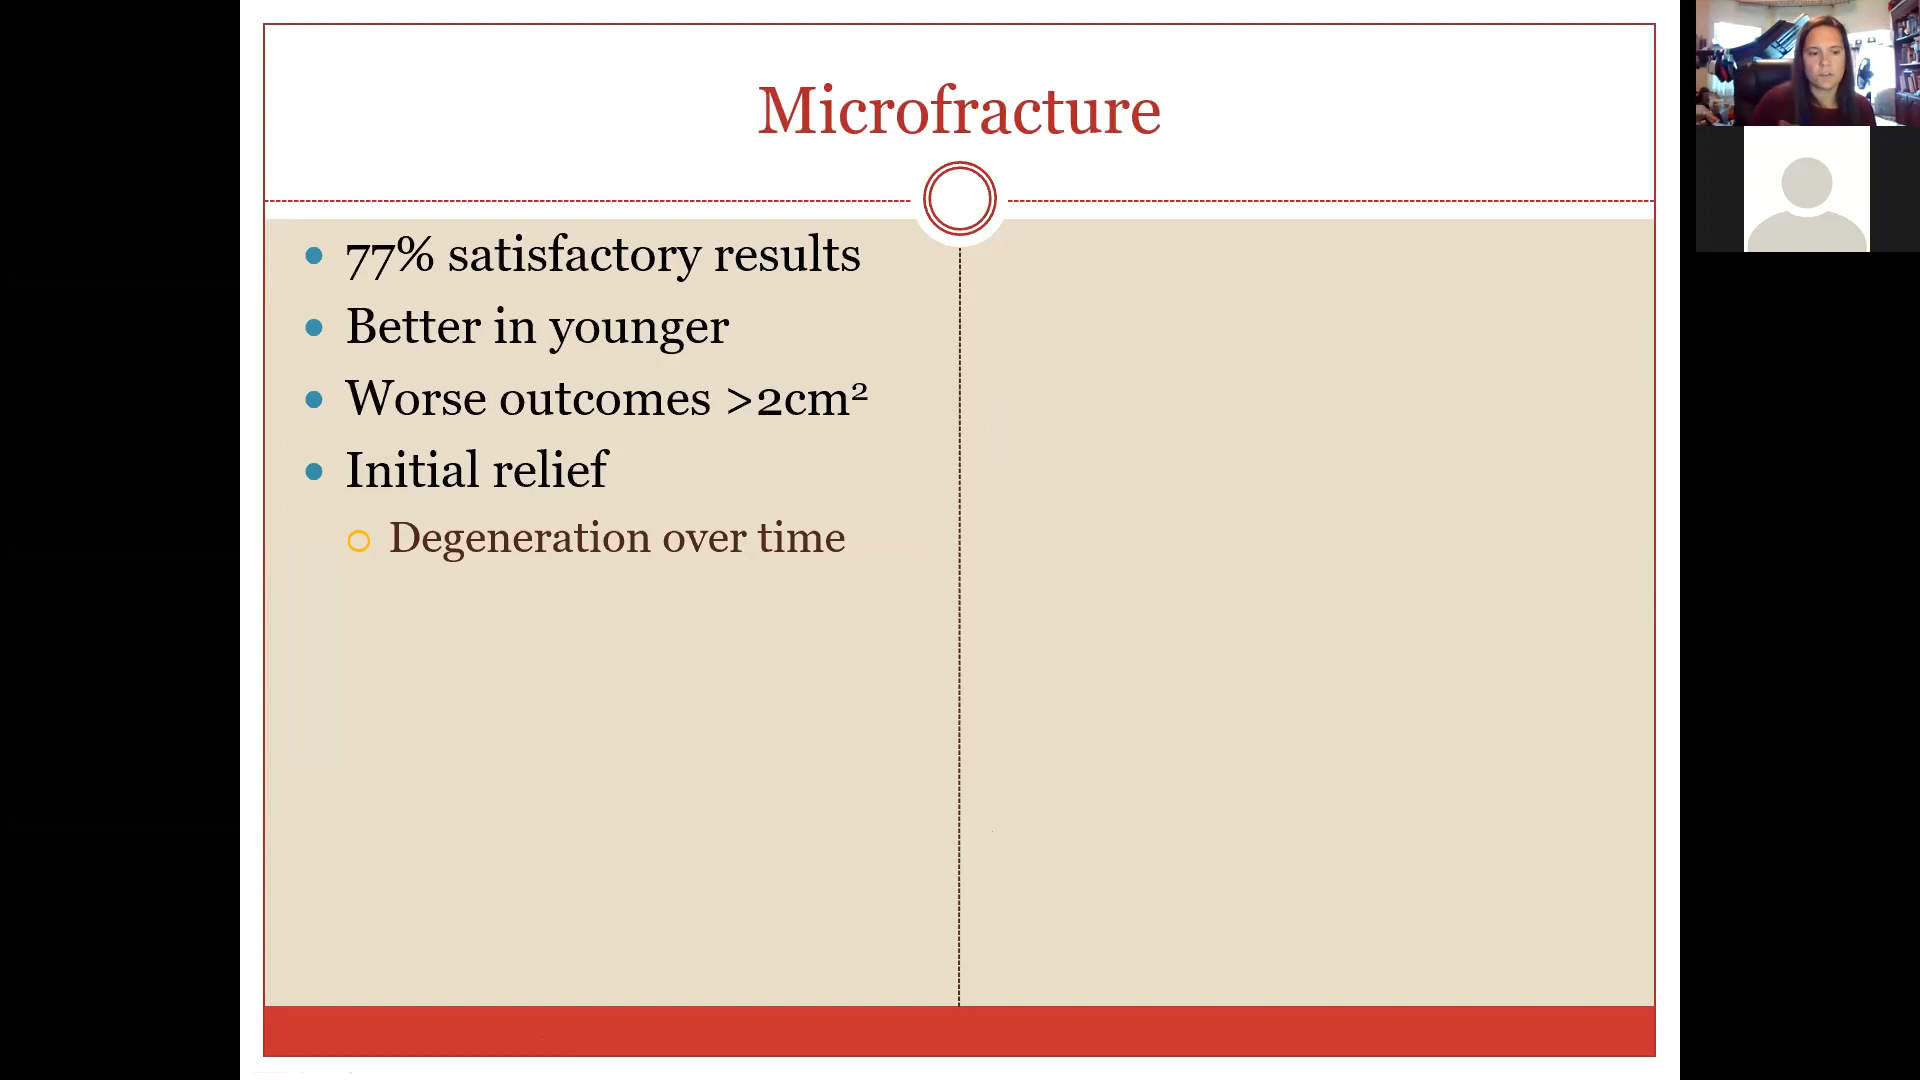 Microfracture
77% satisfactory results
Better in younger
Worse outcomes >2cm²
Initial relief
Degeneration over time